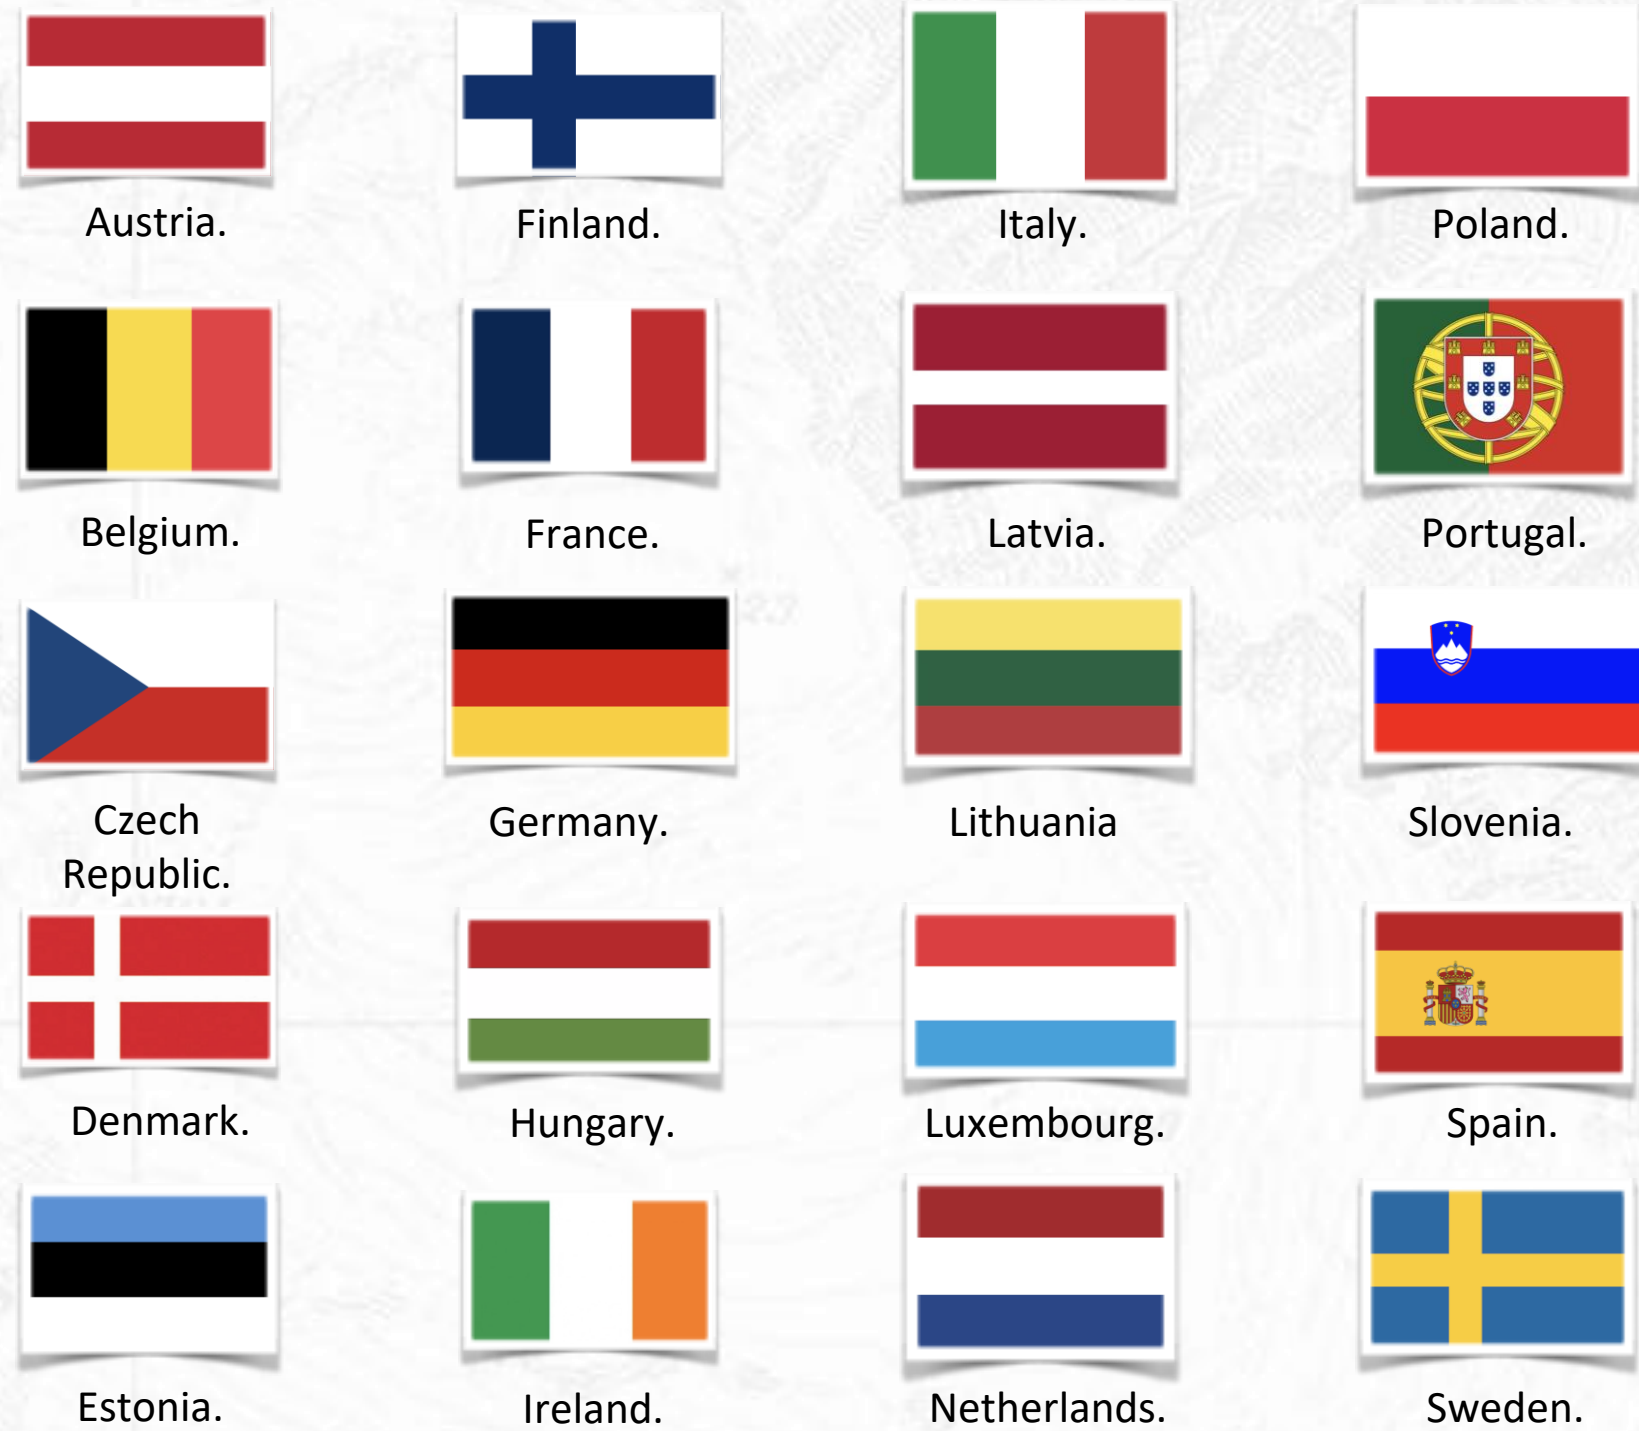 Austria.
Finland.
Italy.
Poland.
Belgium.
France.
Latvia.
Portugal.
Czech
Republic.
Germany.
Lithuania
Slovenia.
Denmark.
Hungary.
Luxembourg.
Spain.
Estonia.
Ireland.
Netherlands.
Sweden.